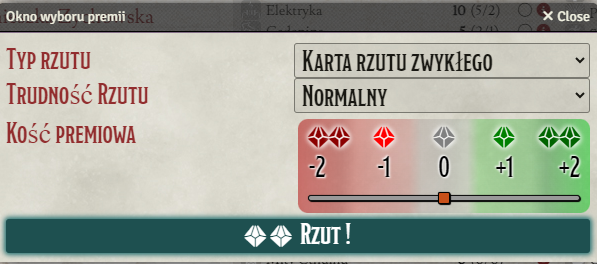 Elektryka 10 (5/2)
Okno wyboru premii × Close
Typ rzutu Karta rzutu zwykłego
Trudność Rzutu Normalny
Kość premiowa
-2 -1 0 +1 +2
Rzut !